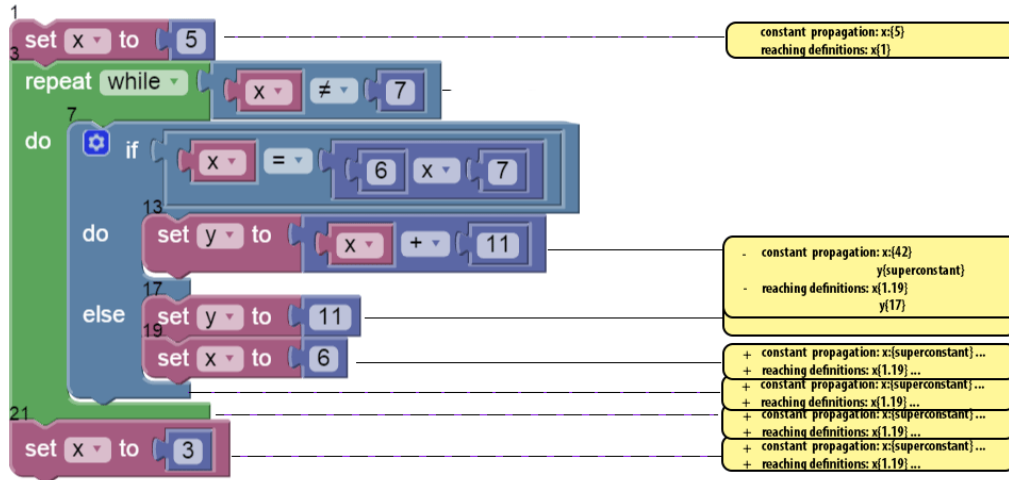 1
set x to 5
3
repeat while x ≠ 7
7
if x = 6 x 7
do
13
do set y to x + 11
17
else set y to 11
19
set x to 6
21
set x to 3
constant propagation: x:{5}
reaching definitions: x{1}
- constant propagation: x:{42}
y{superconstant}
- reaching definitions: x{1.19}
y{17}
+ constant propagation: x:{superconstant} ...
+ reaching definitions: x{1.19} ...
+ constant propagation: x:{superconstant} ...
+ reaching definitions: x{1.19} ...
+ constant propagation: x:{superconstant} ...
+ reaching definitions: x{1.19} ...
+ constant propagation: x:{superconstant} ...
+ reaching definitions: x{1.19} ...